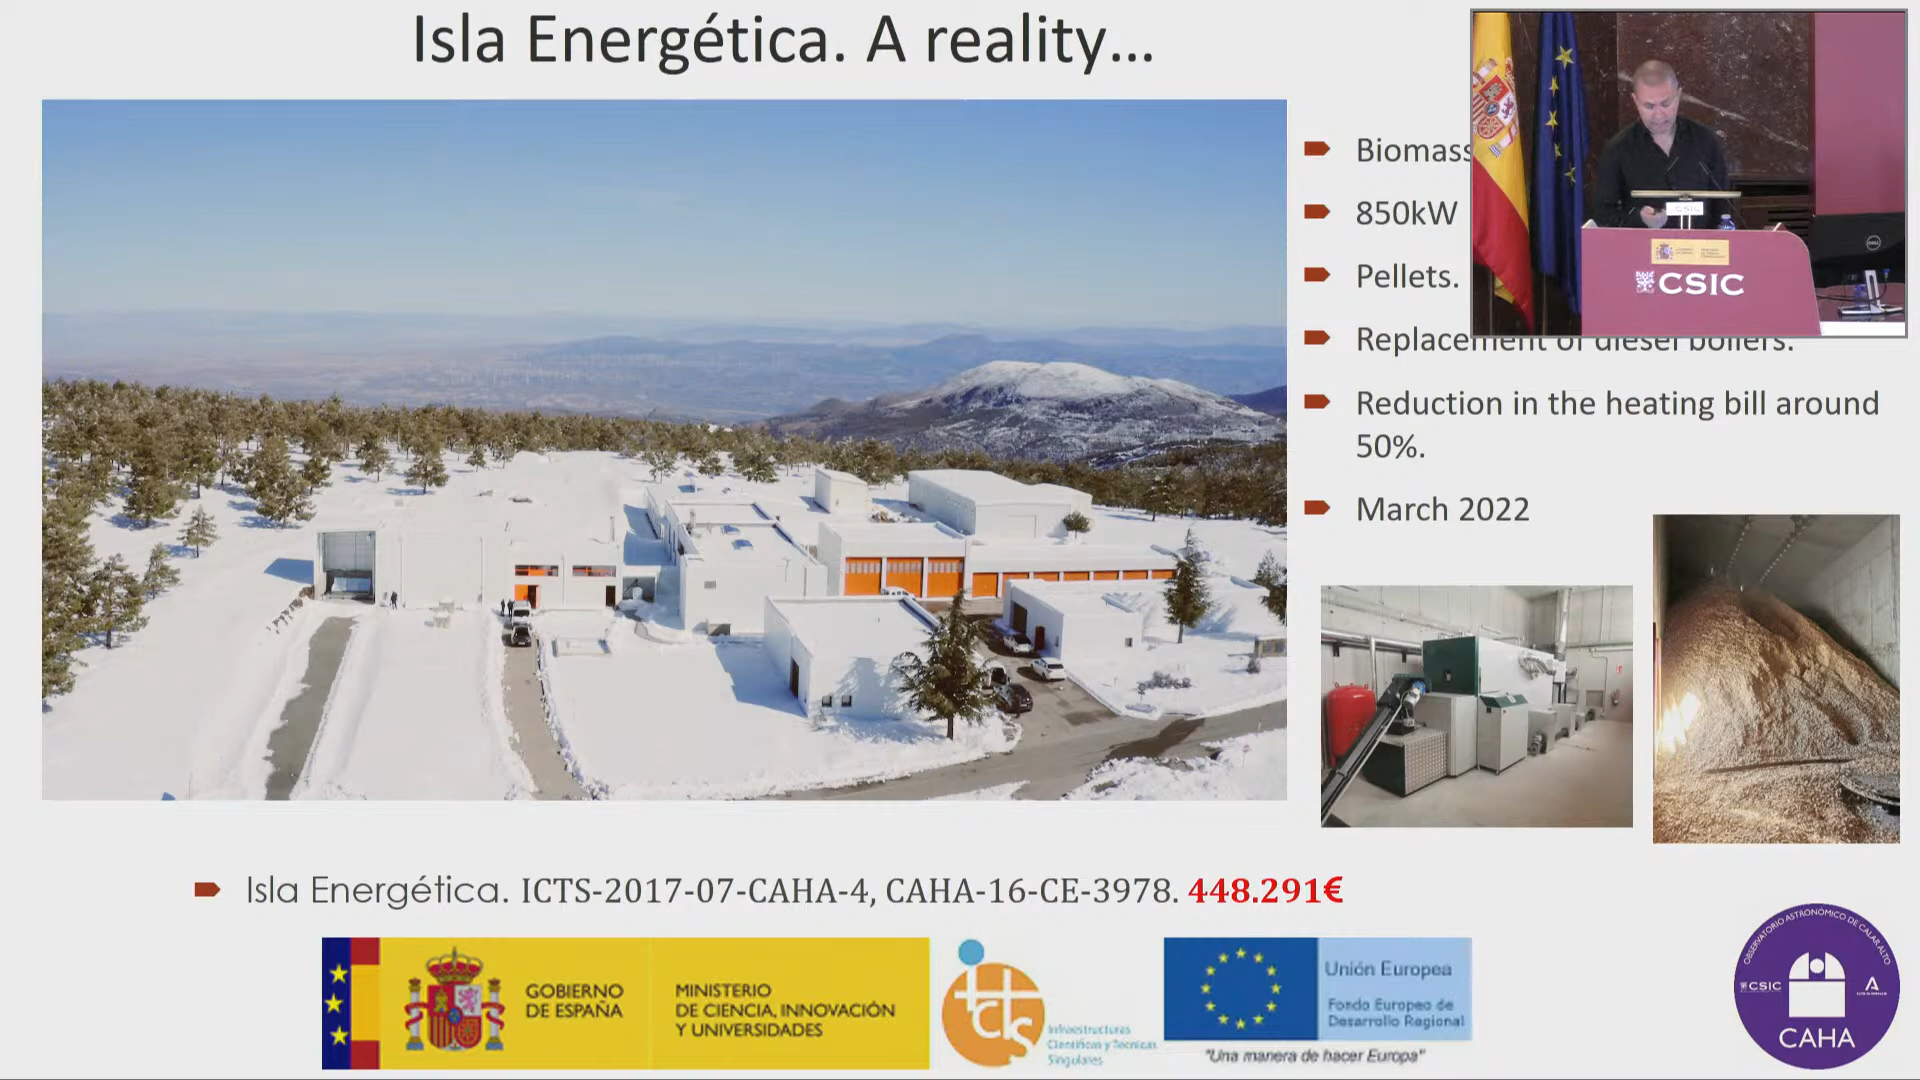 Isla Energética. A reality...
Biomass
850kW
Pellets.
Replacement of diesel boilers.
Reduction in the heating bill around
50%.
March 2022
CSIC
CSIC
Isla Energética. ICTS-2017-07-CAHA-4, CAHA-16-CE-3978. 448.291€
GOBIERNO
DE ESPAÑA
MINISTERIO
DE CIENCIA, INNOVACIÓN
Y UNIVERSIDADES
icts
Infraestructuras
Científicas y Técnicas
Singulares
Unión Europea
Fondo Europeo de
Desarrollo Regional
"Una manera de hacer Europa"
OBSERVATORIO ASTRONÓMICO DE CALAR ALTO
CSIC
CAHA